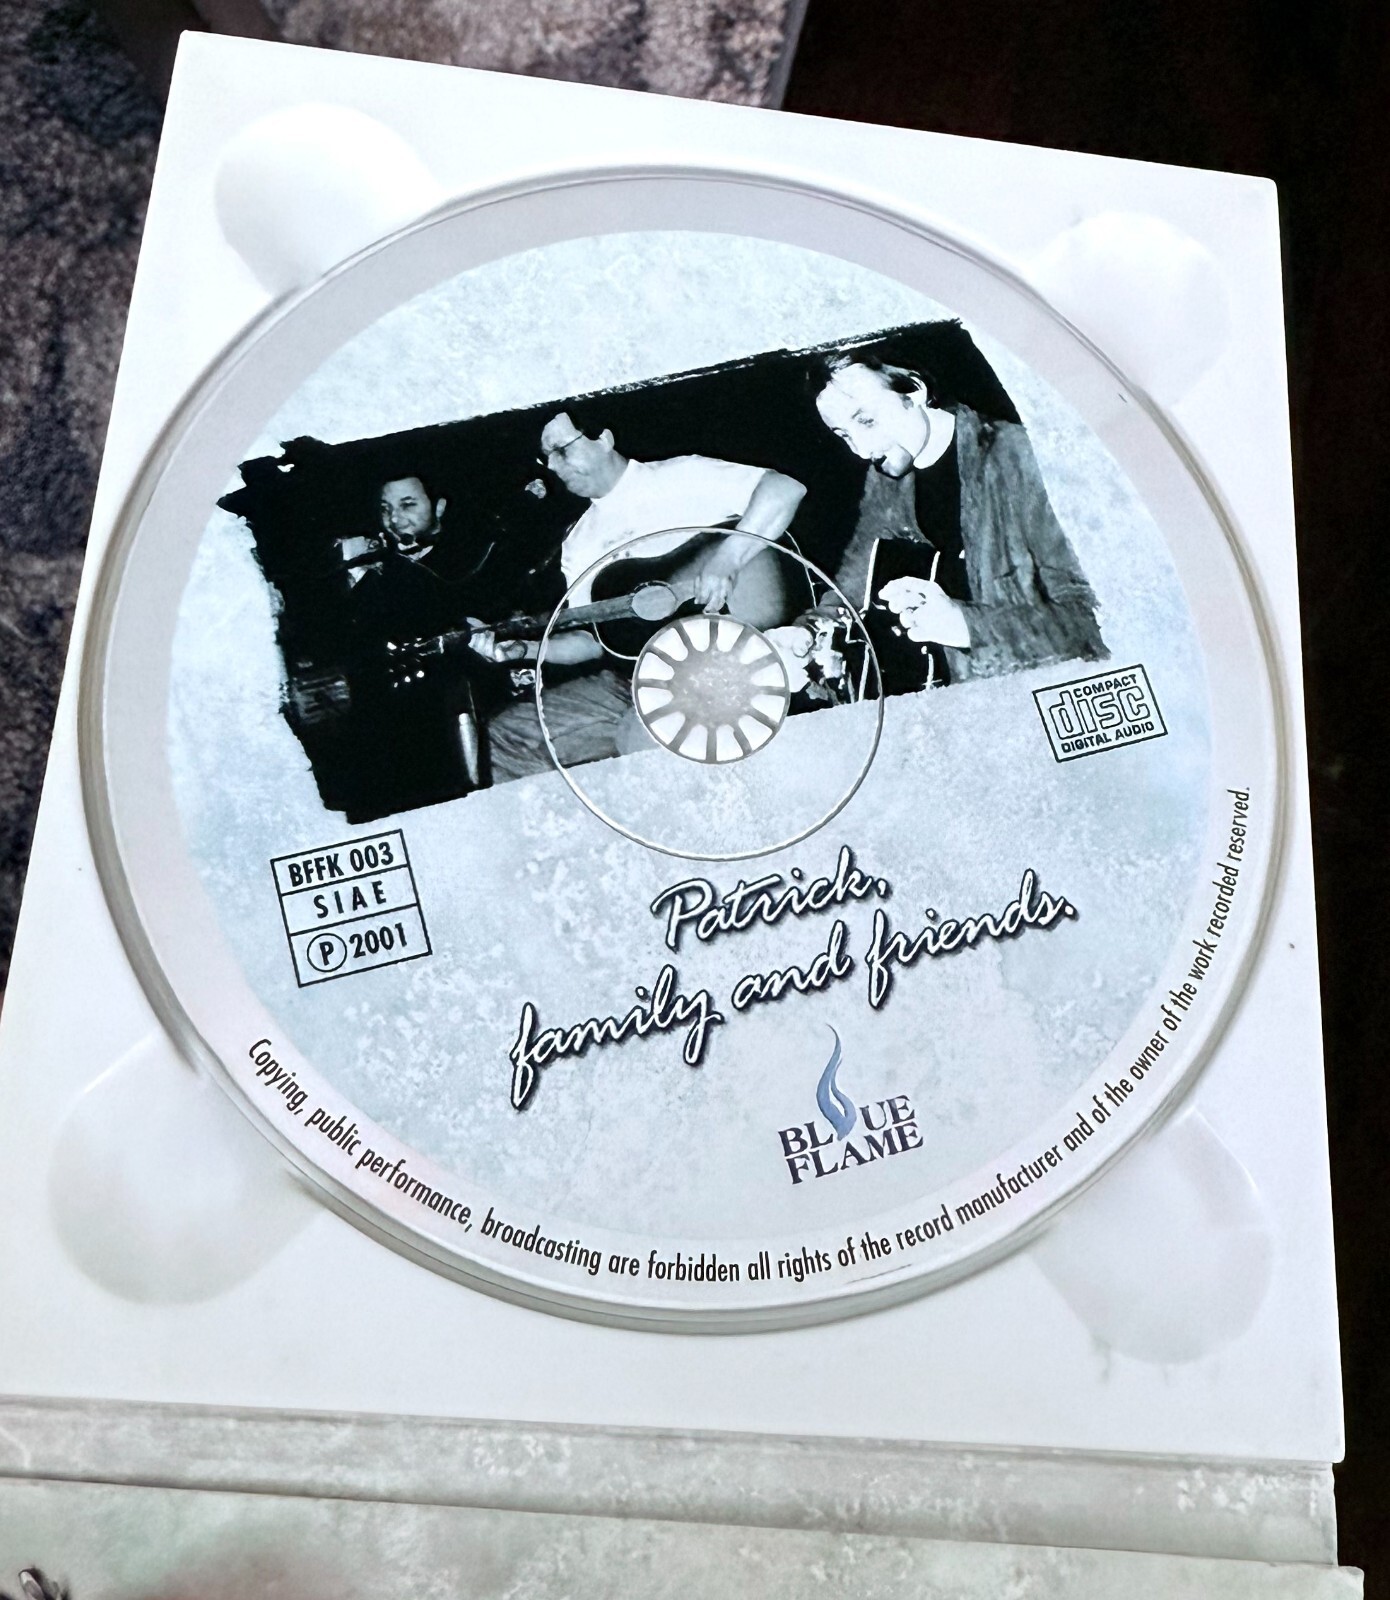 COMPACT
disc
DIGITAL AUDIO
BFFK 003
SIAE
P 2001
Patrick,
family and friends.
BLUE
FLAME
Copying, public performance, broadcasting are forbidden all rights of the record manufacturer and of the owner of the work recorded reserved.